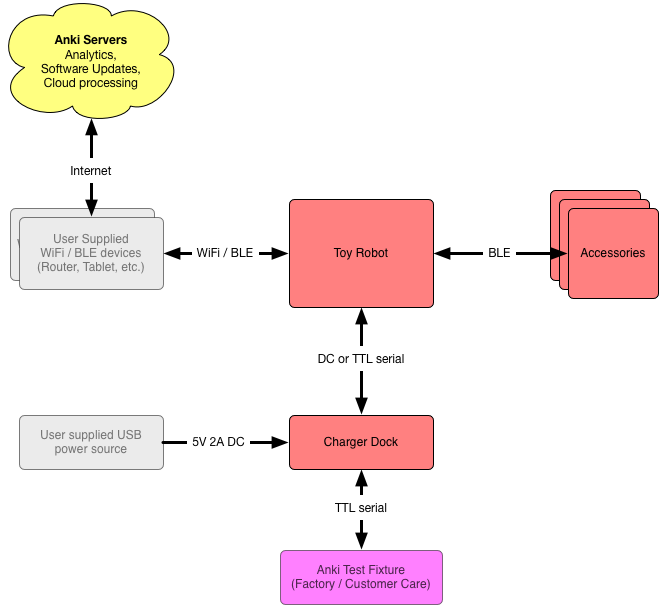 Anki Servers
Analytics,
Software Updates,
Cloud processing
Internet
User Supplied
WiFi / BLE devices
(Router, Tablet, etc.)
WiFi / BLE
Toy Robot
BLE
Accessories
DC or TTL serial
User supplied USB
power source
5V 2A DC
Charger Dock
TTL serial
Anki Test Fixture
(Factory / Customer Care)